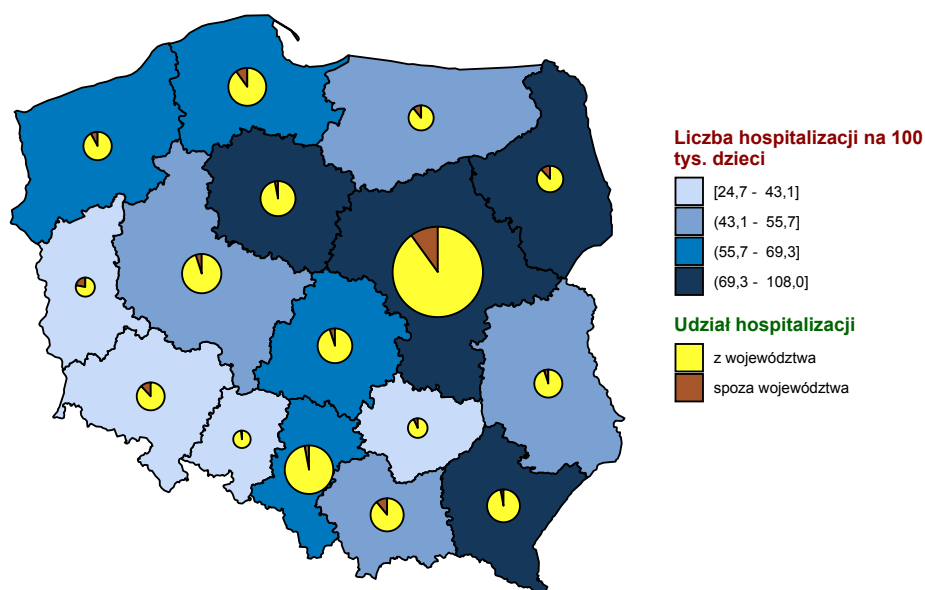 Liczba hospitalizacji na 100
tys. dzieci
[24,7 - 43,1]
(43,1 - 55,7]
(55,7 - 69,3]
(69,3 - 108,0]
Udział hospitalizacji
z województwa
spoza województwa